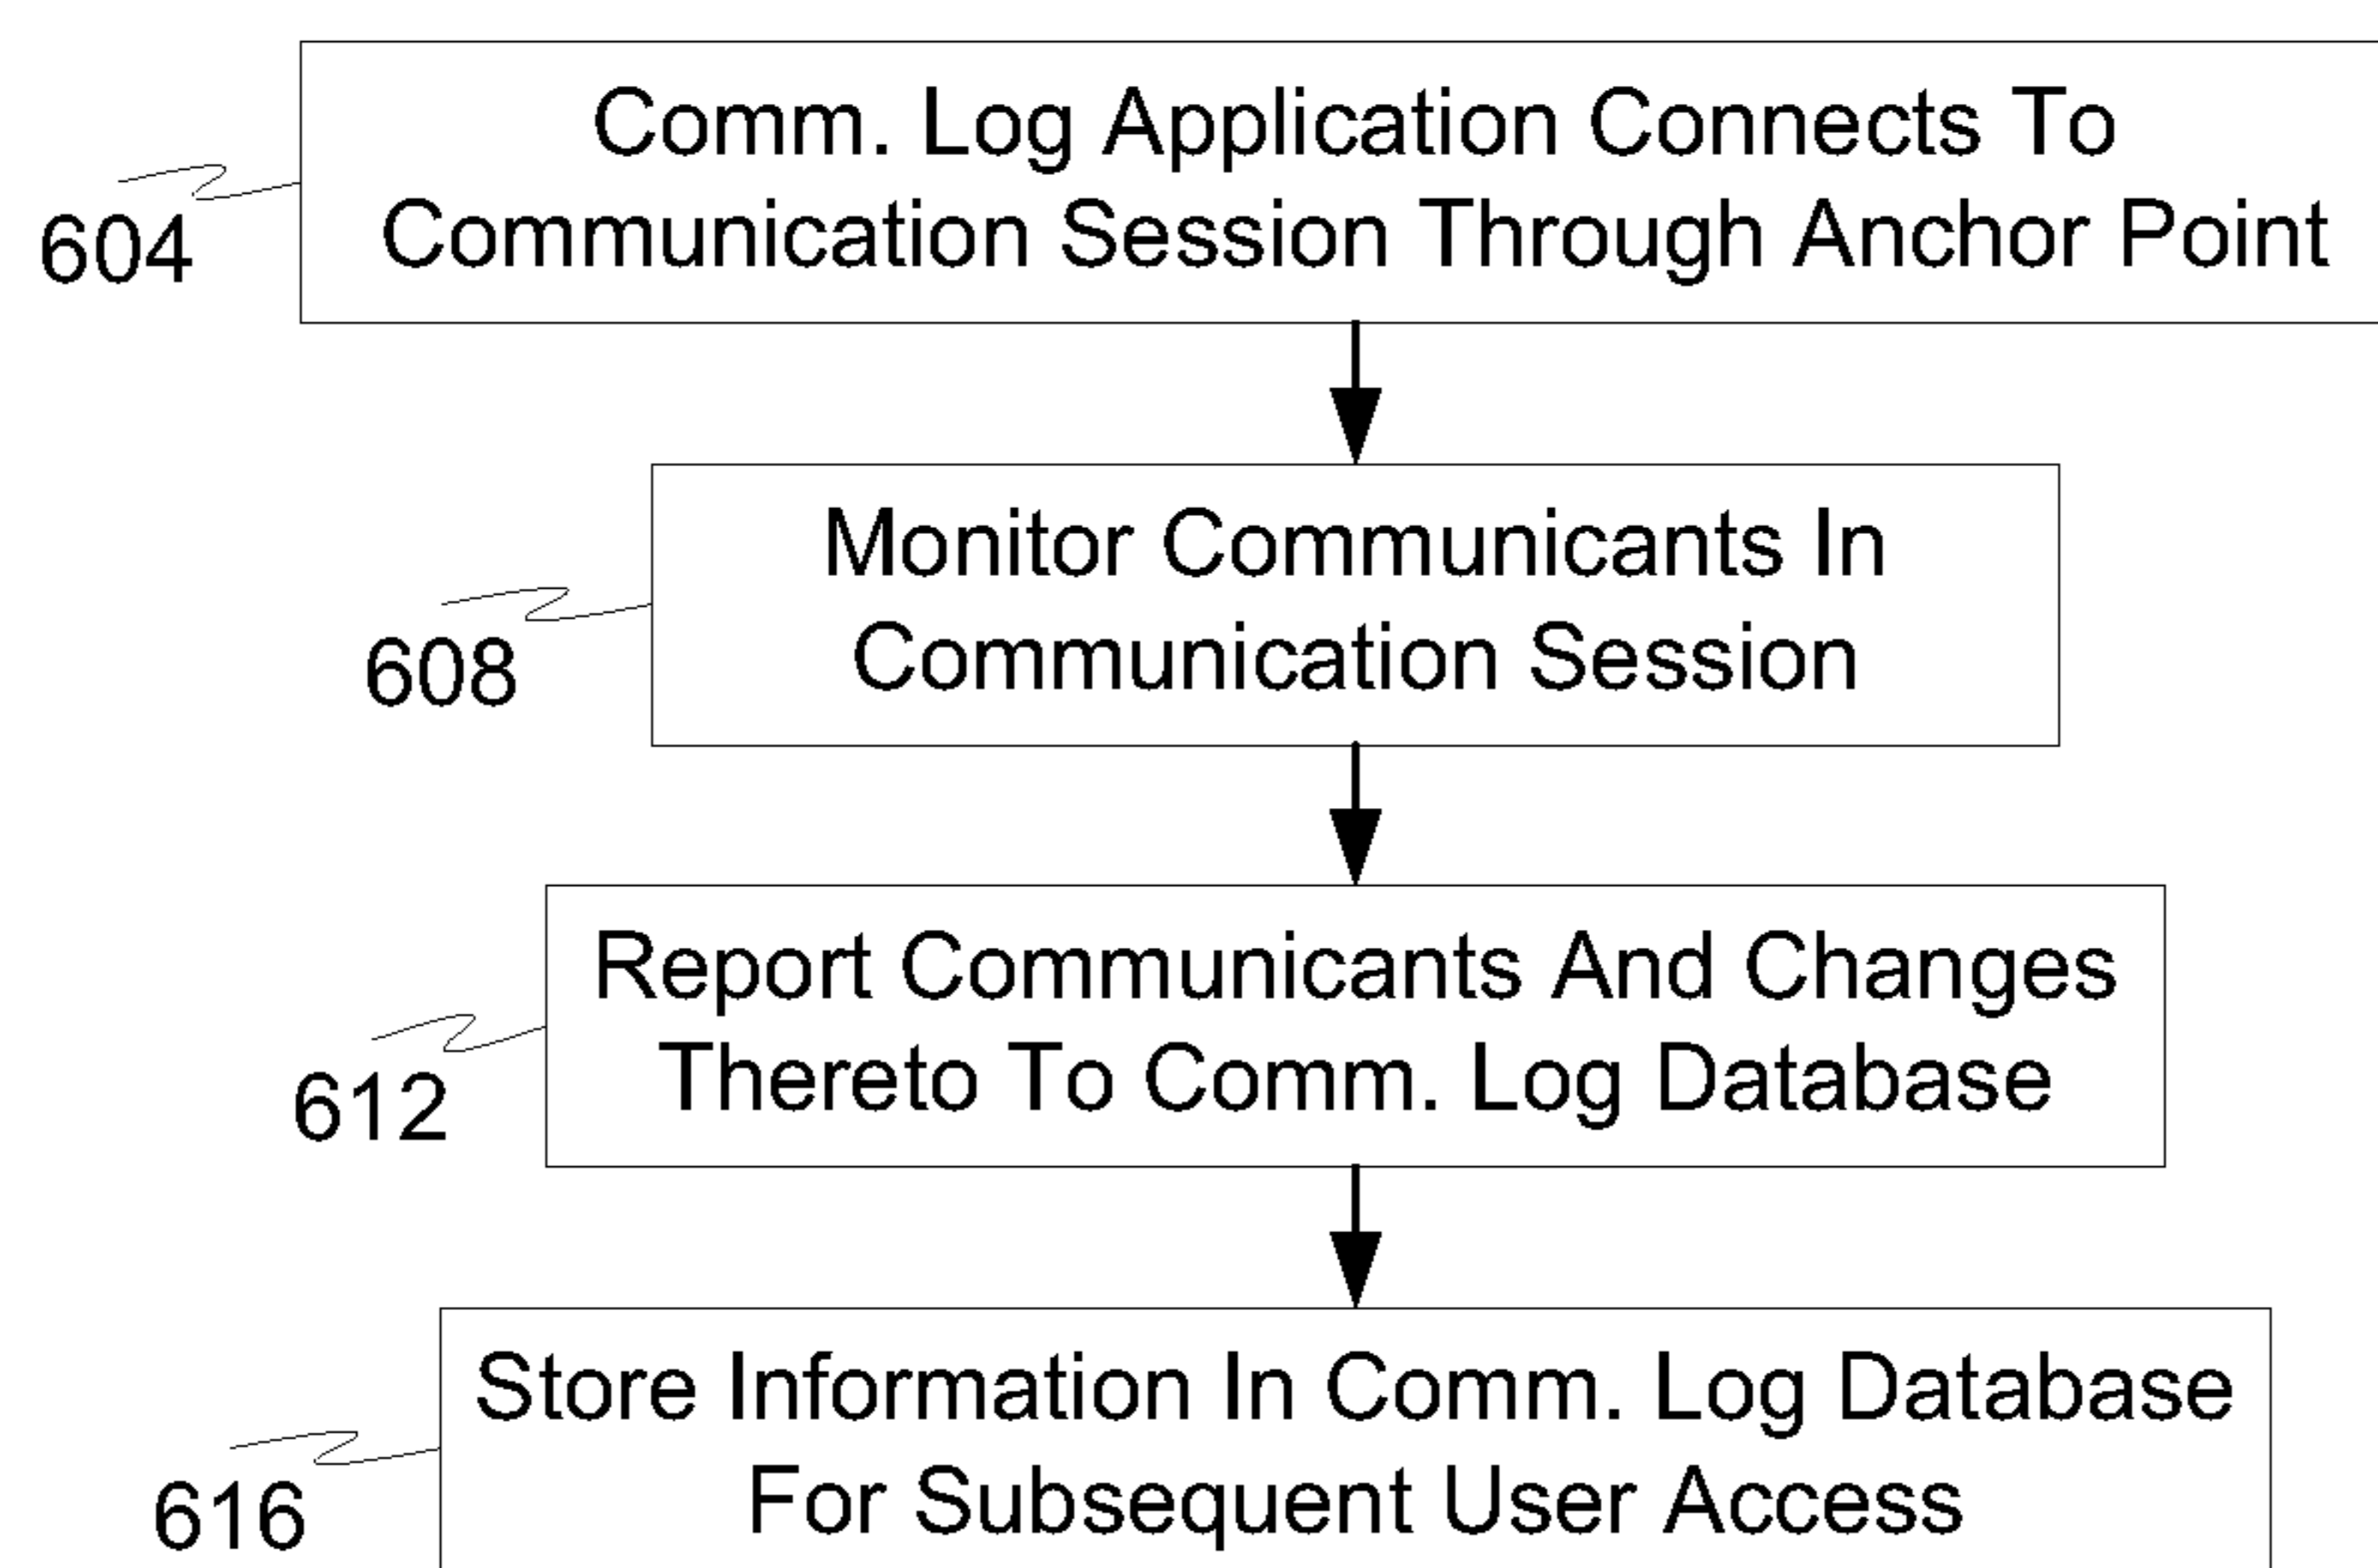 Comm. Log Application Connects To
Communication Session Through Anchor Point
604
Monitor Communicants In
Communication Session
608
Report Communicants And Changes
Thereto To Comm. Log Database
612
Store Information In Comm. Log Database
For Subsequent User Access
616